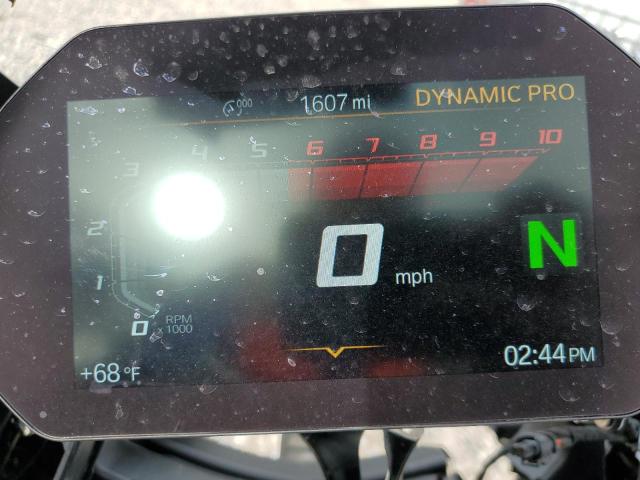 000 1607 mi DYNAMIC PRO
3 4 5 6 7 8 9 10
2
1
0 RPM x 1000
0 mph
N
+68 °F
02:44 PM